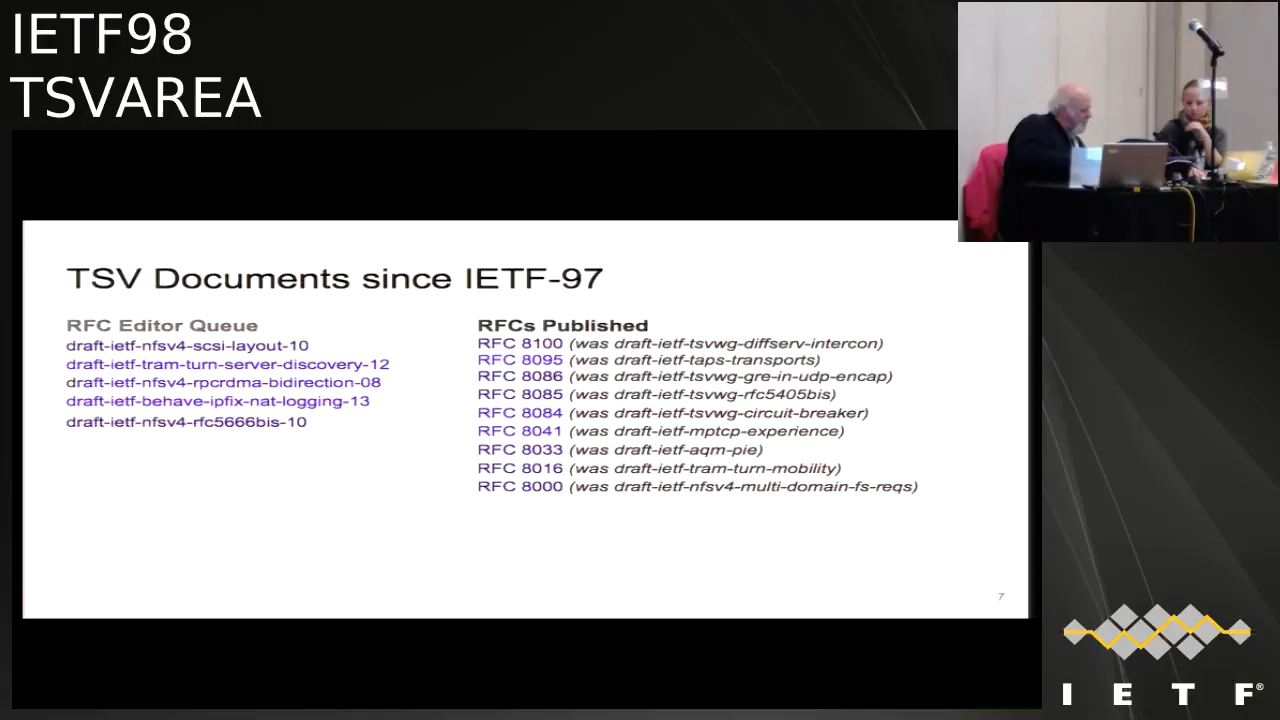 IETF98
TSVAREA
TSV Documents since IETF-97
RFC Editor Queue
draft-ietf-nfsv4-scsi-layout-10
draft-ietf-tram-turn-server-discovery-12
draft-ietf-nfsv4-rpcrdma-bidirection-08
draft-ietf-behave-ipfix-nat-logging-13
draft-ietf-nfsv4-rfc5666bis-10
RFCs Published
RFC 8100 (was draft-ietf-tsvwg-diffserv-intercon)
RFC 8095 (was draft-ietf-taps-transports)
RFC 8086 (was draft-ietf-tsvwg-gre-in-udp-encap)
RFC 8085 (was draft-ietf-tsvwg-rfc5405bis)
RFC 8084 (was draft-ietf-tsvwg-circuit-breaker)
RFC 8041 (was draft-ietf-mptcp-experience)
RFC 8033 (was draft-ietf-aqm-pie)
RFC 8016 (was draft-ietf-tram-turn-mobility)
RFC 8000 (was draft-ietf-nfsv4-multi-domain-fs-reqs)
7
I E T F®